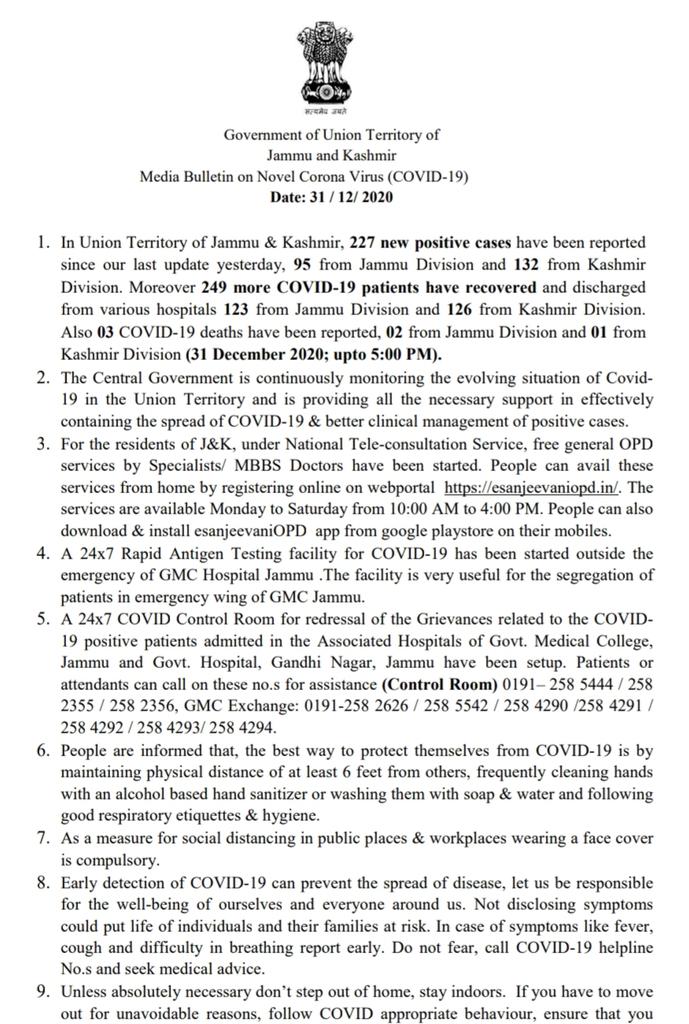 सत्यमेव जयते
Government of Union Territory of
Jammu and Kashmir
Media Bulletin on Novel Corona Virus (COVID-19)
Date: 31 / 12/ 2020
1. In Union Territory of Jammu & Kashmir, 227 new positive cases have been reported
since our last update yesterday, 95 from Jammu Division and 132 from Kashmir
Division. Moreover 249 more COVID-19 patients have recovered and discharged
from various hospitals 123 from Jammu Division and 126 from Kashmir Division.
Also 03 COVID-19 deaths have been reported, 02 from Jammu Division and 01 from
Kashmir Division (31 December 2020; upto 5:00 PM).
2. The Central Government is continuously monitoring the evolving situation of Covid-
19 in the Union Territory and is providing all the necessary support in effectively
containing the spread of COVID-19 & better clinical management of positive cases.
3. For the residents of J&K, under National Tele-consultation Service, free general OPD
services by Specialists/ MBBS Doctors have been started. People can avail these
services from home by registering online on webportal https://esanjeevaniopd.in/. The
services are available Monday to Saturday from 10:00 AM to 4:00 PM. People can also
download & install esanjeevaniOPD app from google playstore on their mobiles.
4. A 24x7 Rapid Antigen Testing facility for COVID-19 has been started outside the
emergency of GMC Hospital Jammu .The facility is very useful for the segregation of
patients in emergency wing of GMC Jammu.
5. A 24x7 COVID Control Room for redressal of the Grievances related to the COVID-
19 positive patients admitted in the Associated Hospitals of Govt. Medical College,
Jammu and Govt. Hospital, Gandhi Nagar, Jammu have been setup. Patients or
attendants can call on these no.s for assistance (Control Room) 0191– 258 5444 / 258
2355 / 258 2356, GMC Exchange: 0191-258 2626 / 258 5542 / 258 4290 /258 4291 /
258 4292 / 258 4293/ 258 4294.
6. People are informed that, the best way to protect themselves from COVID-19 is by
maintaining physical distance of at least 6 feet from others, frequently cleaning hands
with an alcohol based hand sanitizer or washing them with soap & water and following
good respiratory etiquettes & hygiene.
7. As a measure for social distancing in public places & workplaces wearing a face cover
is compulsory.
8. Early detection of COVID-19 can prevent the spread of disease, let us be responsible
for the well-being of ourselves and everyone around us. Not disclosing symptoms
could put life of individuals and their families at risk. In case of symptoms like fever,
cough and difficulty in breathing report early. Do not fear, call COVID-19 helpline
No.s and seek medical advice.
9. Unless absolutely necessary don’t step out of home, stay indoors. If you have to move
out for unavoidable reasons, follow COVID appropriate behaviour, ensure that you